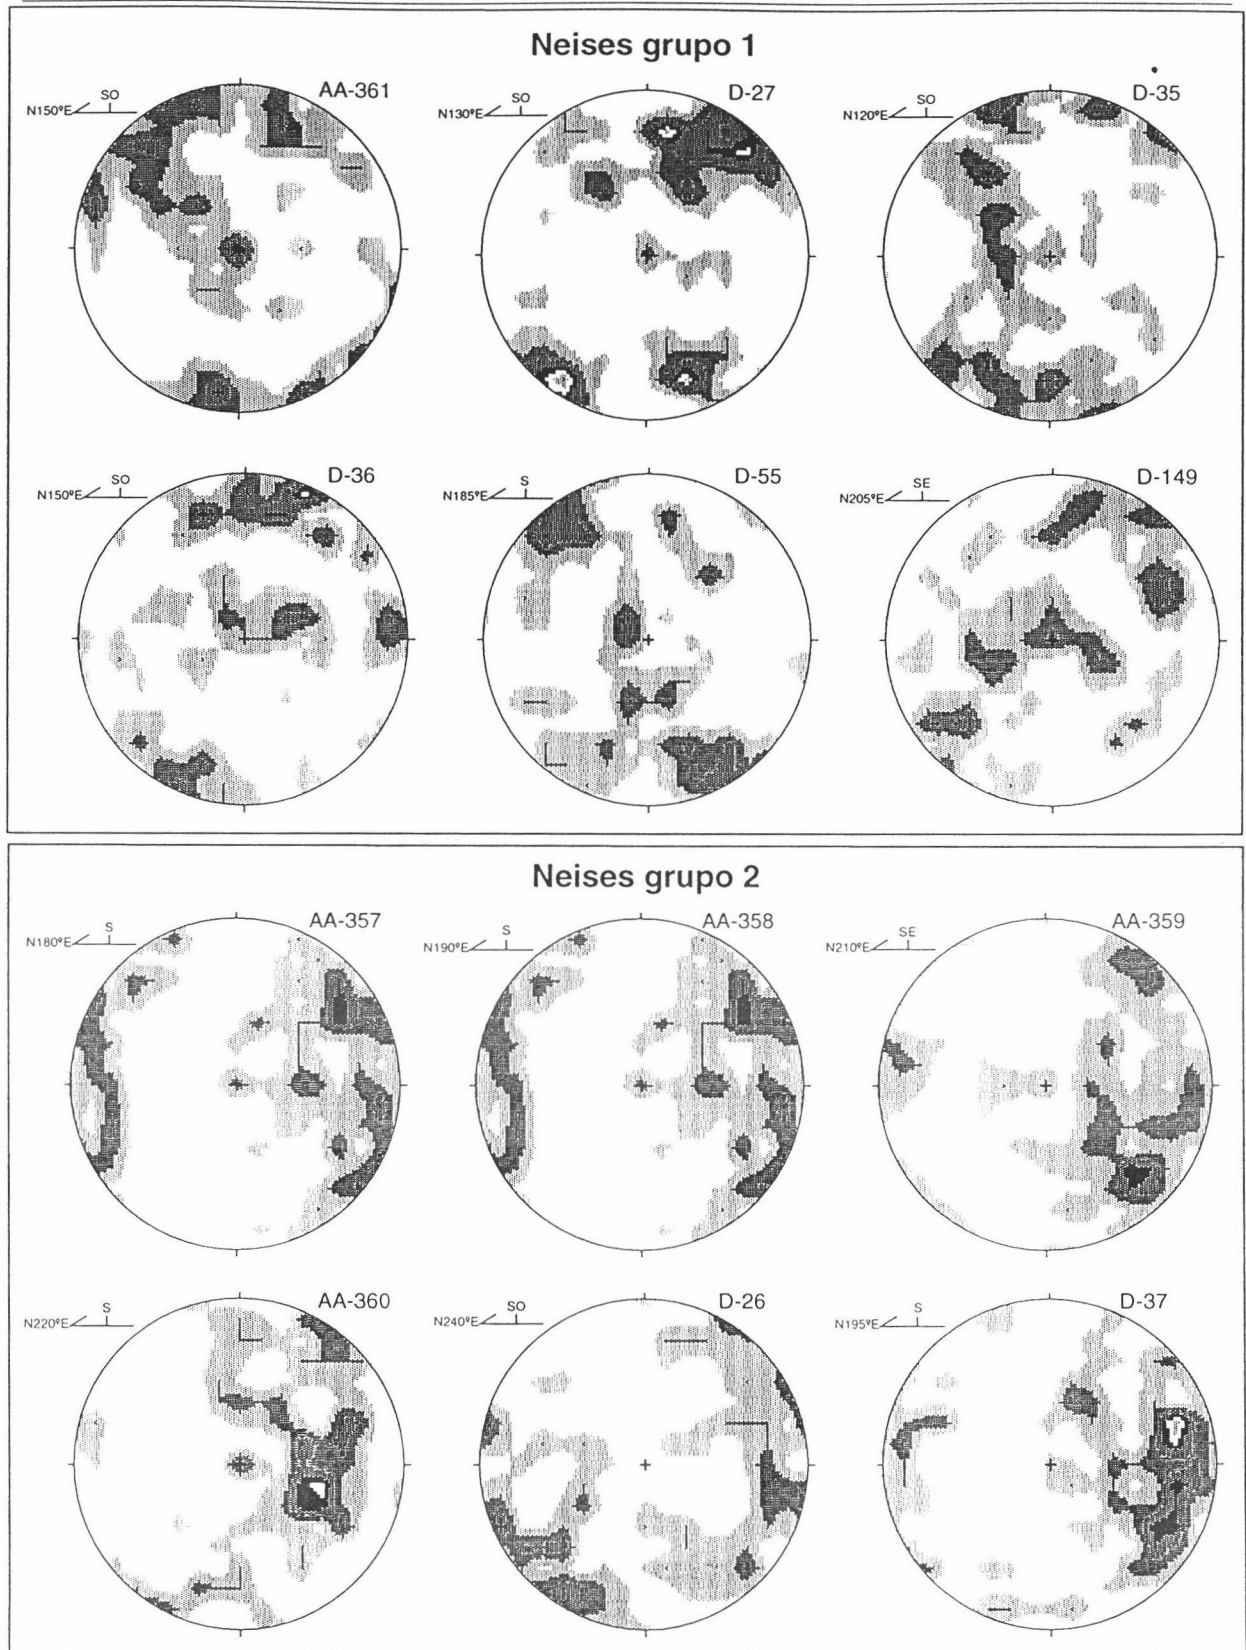 Neises grupo 1
AA-361
N150ºE SO
D-27
N130ºE SO
D-35
N120ºE SO
D-36
N150ºE SO
D-55
N185ºE S
D-149
N205ºE SE
Neises grupo 2
AA-357
N180ºE S
AA-358
N190ºE S
AA-359
N210ºE SE
AA-360
N220ºE S
D-26
N240ºE SO
D-37
N195ºE S